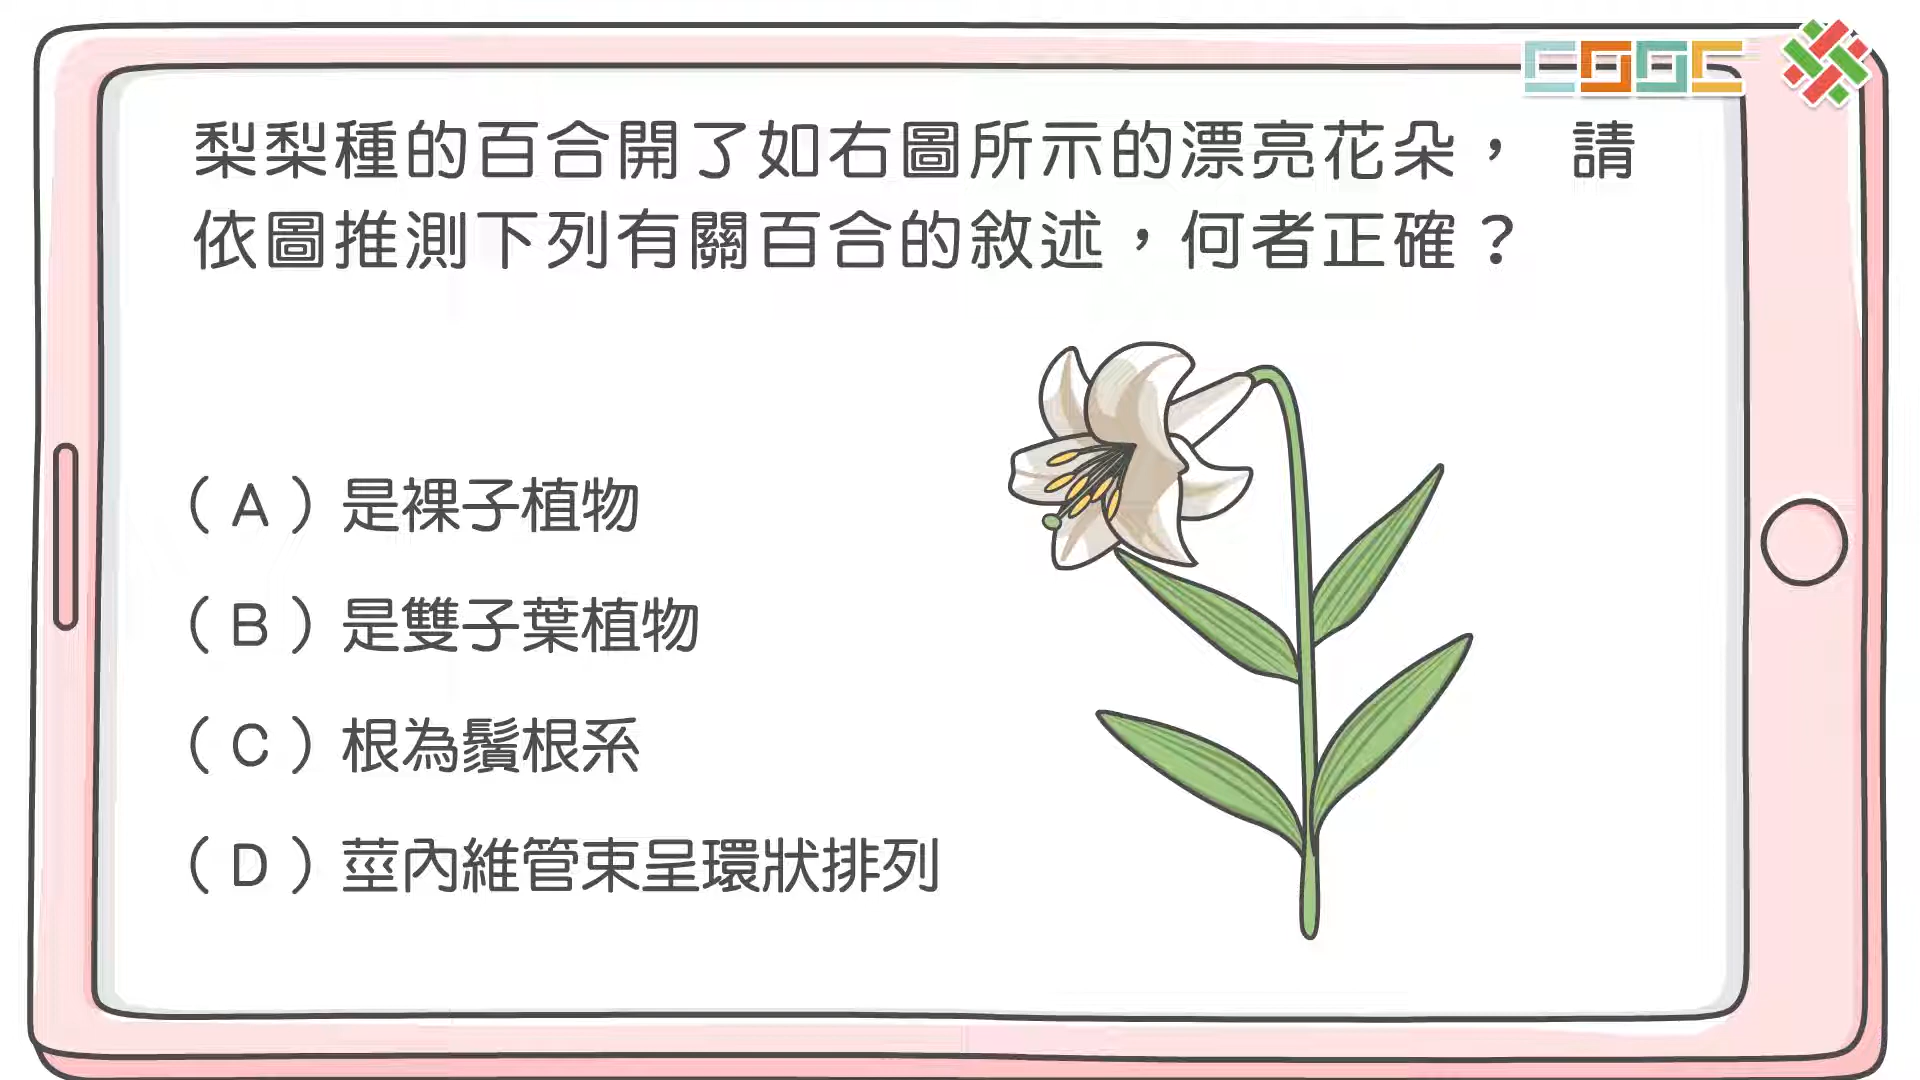 梨梨種的百合開了如右圖所示的漂亮花朵， 請
依圖推測下列有關百合的敘述，何者正確？
（A）是裸子植物
（B）是雙子葉植物
（C）根為鬚根系
（D）莖內維管束呈環狀排列